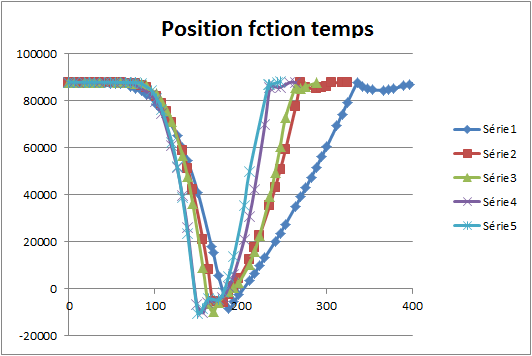 Position fction temps
100000
80000
60000
40000
20000
0
-20000
0 100 200 300 400
Série1
Série2
Série3
Série4
Série5